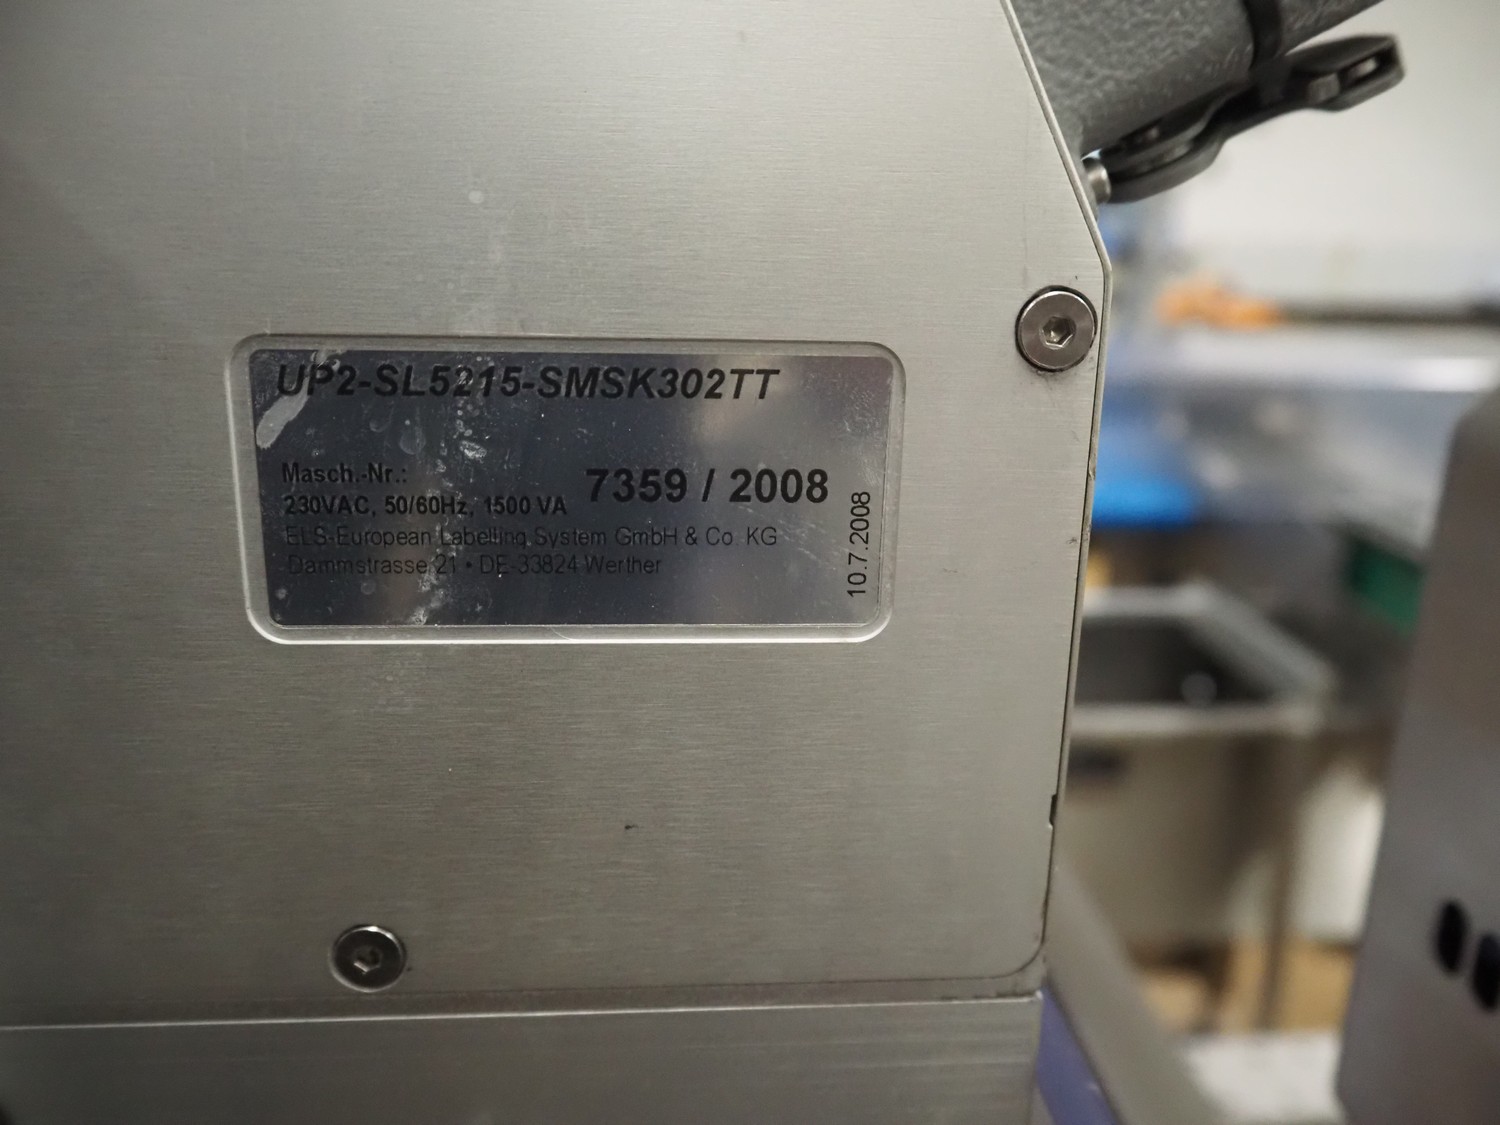 UP2-SL5215-SMSK302TT
Masch.-Nr.: 7359 / 2008
230VAC, 50/60Hz, 1500 VA
ELS-European Labelling System GmbH & Co. KG
Dammstrasse 21 • DE-33824 Werther
10.7.2008